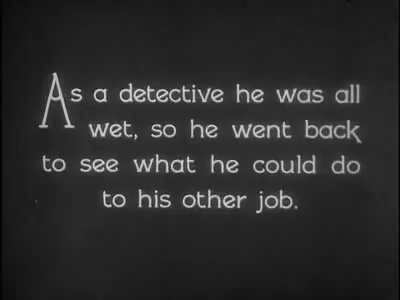 As a detective he was all
wet, so he went back
to see what he could do
to his other job.